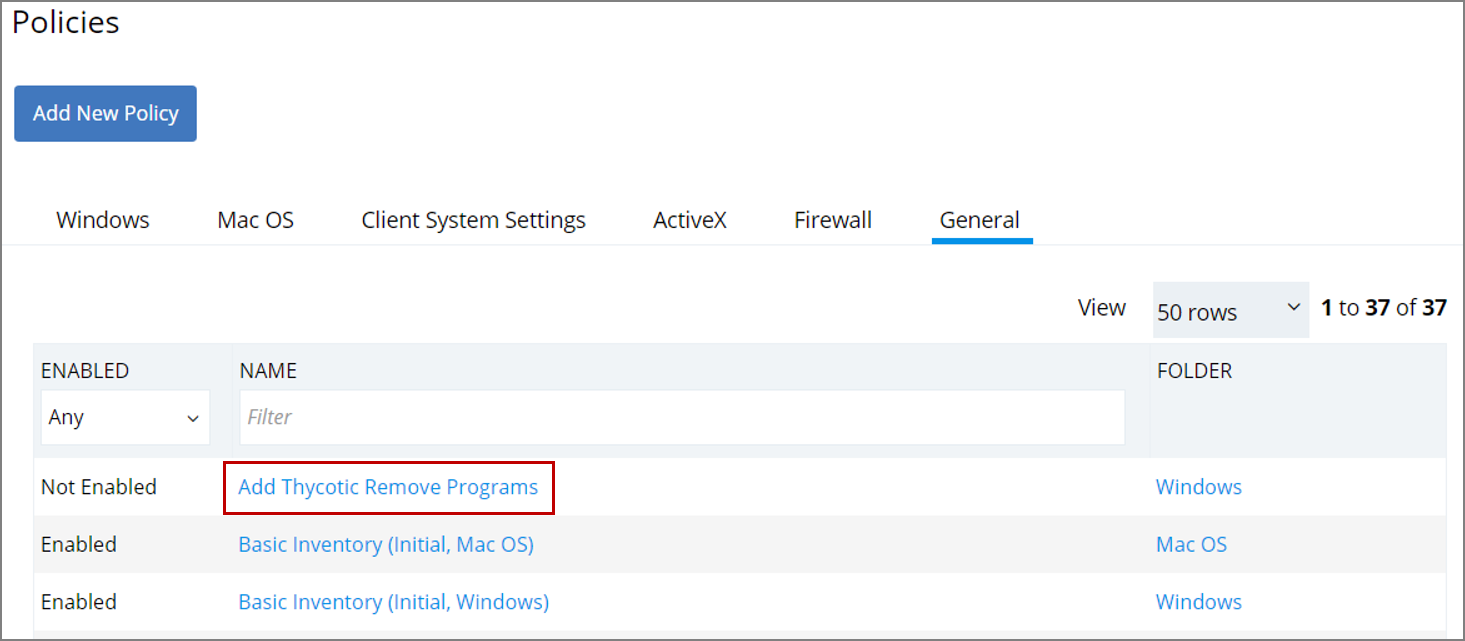 Policies
Add New Policy
Windows Mac OS Client System Settings ActiveX Firewall General
View 50 rows 1 to 37 of 37
ENABLED NAME FOLDER
Any Filter
Not Enabled Add Thycotic Remove Programs Windows
Enabled Basic Inventory (Initial, Mac OS) Mac OS
Enabled Basic Inventory (Initial, Windows) Windows